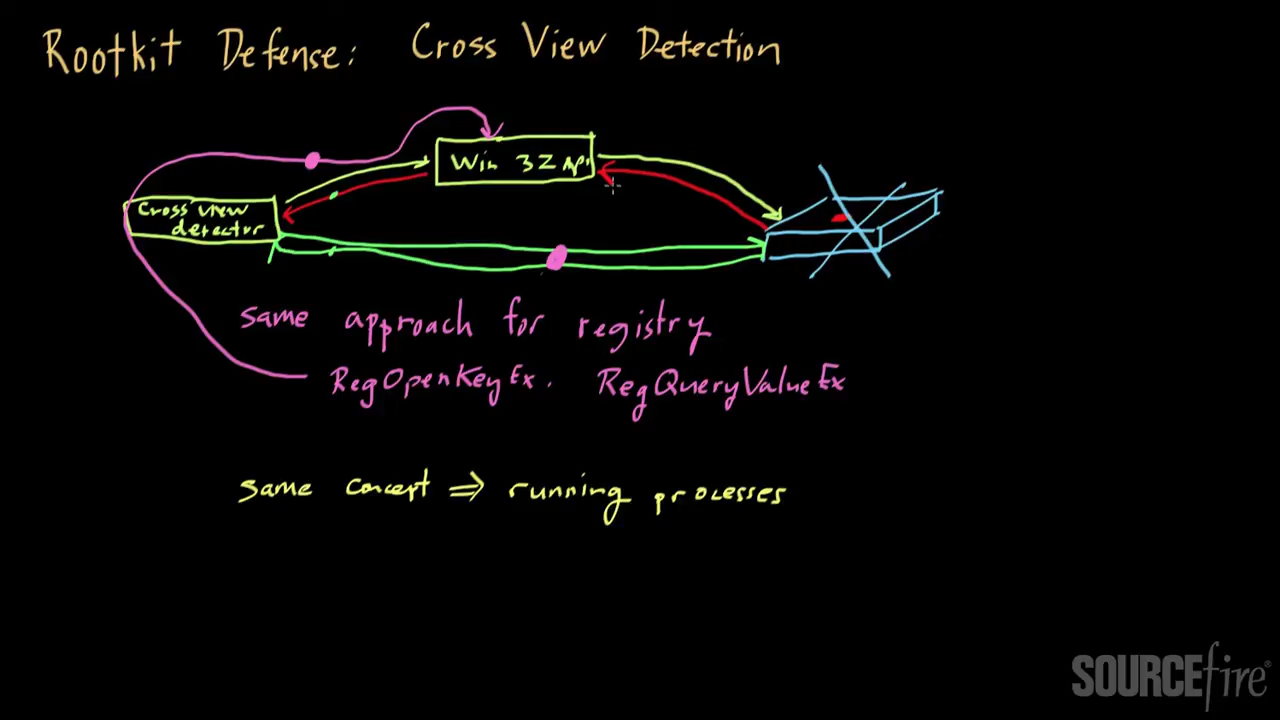 Rootkit Defense: Cross View Detection
Win 32 Api
Cross view
detector
same approach for registry
RegOpenKeyEx. RegQueryValueEx
same concept ⇒ running processes
SOURCEfire®